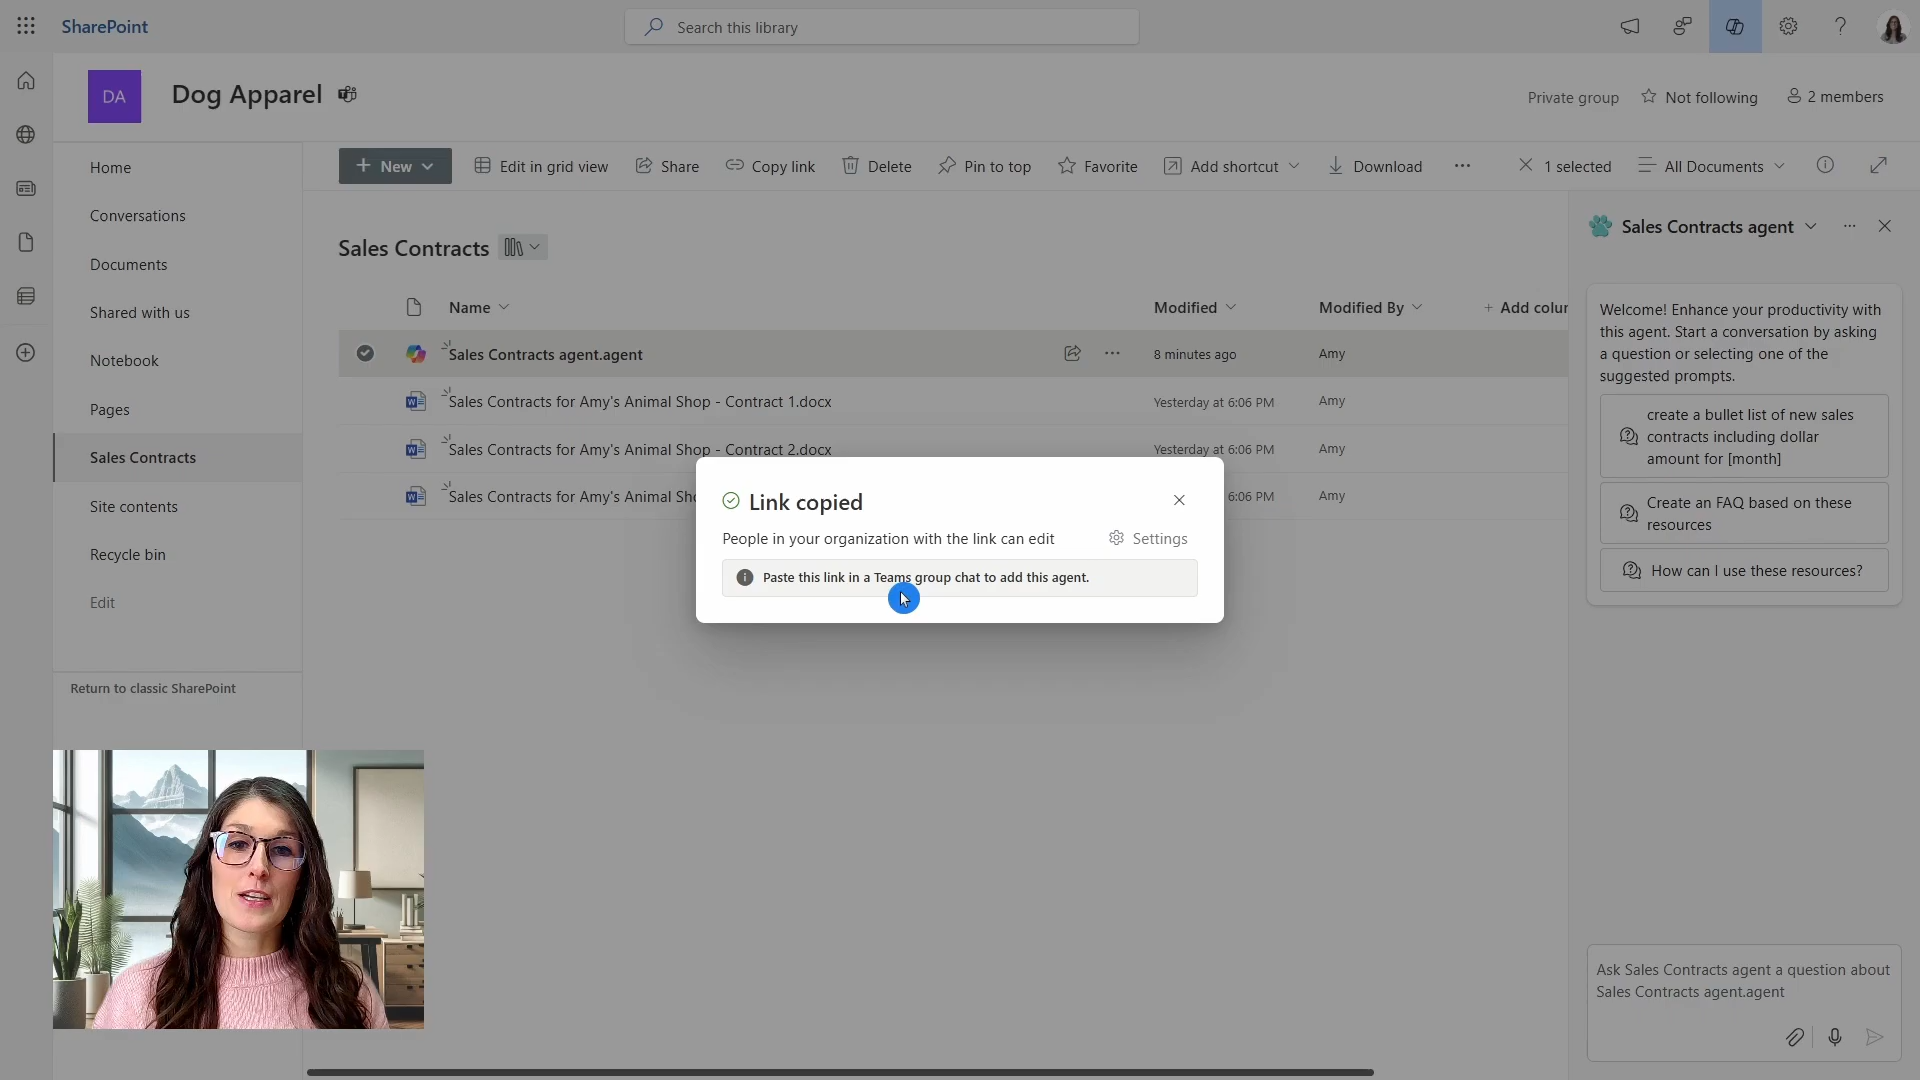 SharePoint
Search this library
DA
Dog Apparel
Private group
Not following
2 members
Home
Conversations
Documents
Shared with us
Notebook
Pages
Sales Contracts
Site contents
Recycle bin
Edit
Return to classic SharePoint
New
Edit in grid view
Share
Copy link
Delete
Pin to top
Favorite
Add shortcut
Download
1 selected
All Documents
Sales Contracts
Name
Modified
Modified By
+ Add colum
Sales Contracts agent.agent
8 minutes ago
Amy
Sales Contracts for Amy's Animal Shop - Contract 1.docx
Yesterday at 6:06 PM
Amy
Sales Contracts for Amy's Animal Shop - Contract 2.docx
Yesterday at 6:06 PM
Amy
Sales Contracts for Amy's Animal Sho
6:06 PM
Amy
Link copied
People in your organization with the link can edit
Settings
Paste this link in a Teams group chat to add this agent.
Sales Contracts agent
Welcome! Enhance your productivity with
this agent. Start a conversation by asking
a question or selecting one of the
suggested prompts.
create a bullet list of new sales
contracts including dollar
amount for [month]
Create an FAQ based on these
resources
How can I use these resources?
Ask Sales Contracts agent a question about
Sales Contracts agent.agent